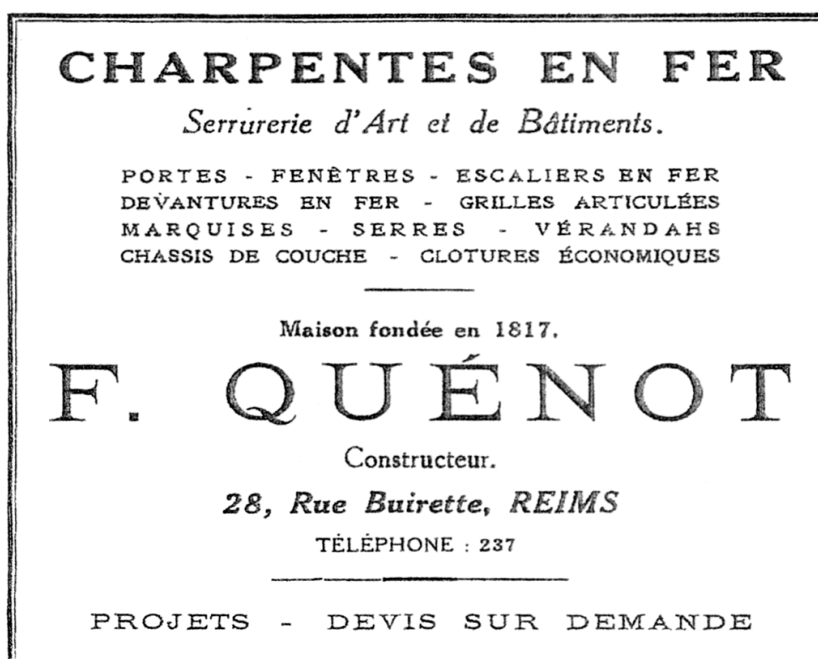 CHARPENTES EN FER
Serrurerie d'Art et de Bâtiments.
PORTES - FENÊTRES - ESCALIERS EN FER
DEVANTURES EN FER - GRILLES ARTICULÉES
MARQUISES - SERRES - VÉRANDAHS
CHASSIS DE COUCHE - CLOTURES ÉCONOMIQUES
Maison fondée en 1817.
F. QUÉNOT
Constructeur.
28, Rue Buirette, REIMS
TÉLÉPHONE : 237
PROJETS - DEVIS SUR DEMANDE